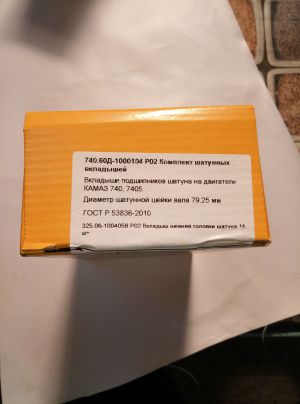 740.60Д-1000104 Р02 Комплект шатунных
вкладышей
Вкладыши подшипников шатуна на двигатели
КАМАЗ 740, 7405
Диаметр шатунной шейки вала 79,25 мм
ГОСТ Р 53836-2010
325.06-1004058 Р02 Вкладыш нижней головки шатуна 16
шт